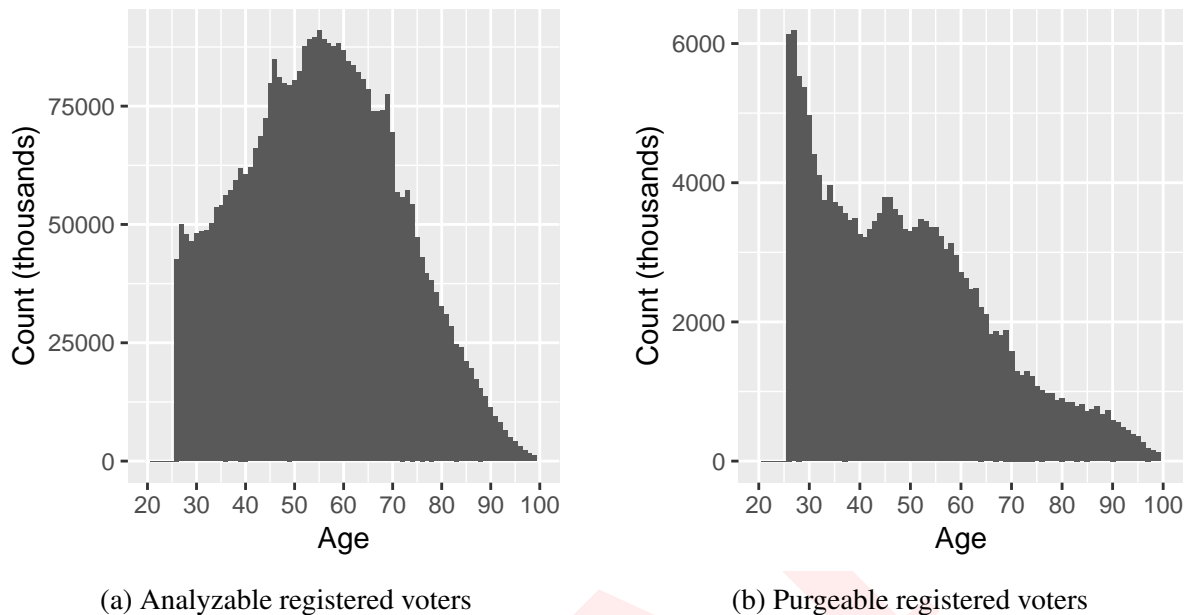 Count (thousands)
75000
50000
25000
0
20 30 40 50 60 70 80 90 100
Age
(a) Analyzable registered voters
Count (thousands)
6000
4000
2000
0
20 30 40 50 60 70 80 90 100
Age
(b) Purgeable registered voters